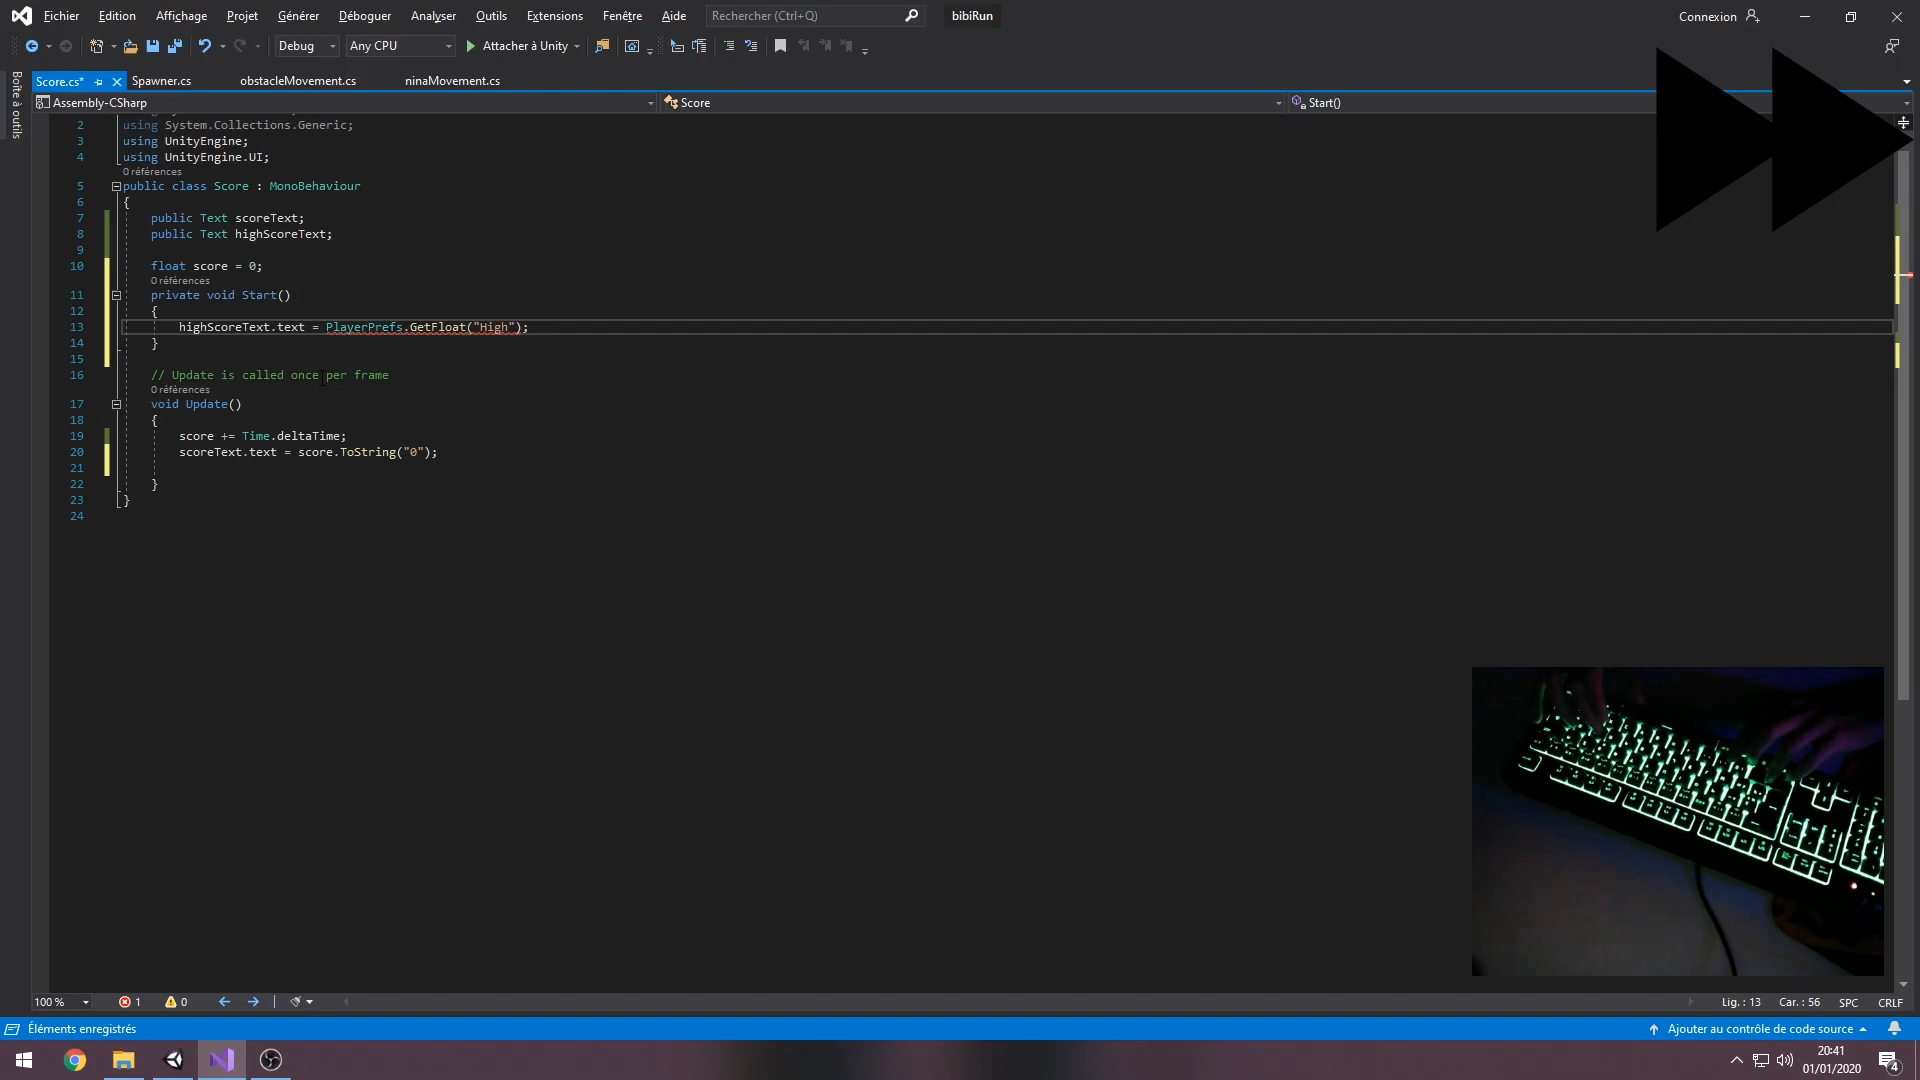 Fichier Edition Affichage Projet Générer Déboguer Analyser Outils Extensions Fenêtre Aide Rechercher (Ctrl+Q) bibiRun Connexion
Debug Any CPU Attacher à Unity
Boîte à outils
Score.cs* Spawner.cs obstacleMovement.cs ninaMovement.cs
Assembly-CSharp Score Start()
2 using System.Collections.Generic;
3 using UnityEngine;
4 using UnityEngine.UI;
0 références
5 public class Score : MonoBehaviour
6 {
7 public Text scoreText;
8 public Text highScoreText;
9
10 float score = 0;
0 références
11 private void Start()
12 {
13 highScoreText.text = PlayerPrefs.GetFloat("High");
14 }
15
16 // Update is called once per frame
0 références
17 void Update()
18 {
19 score += Time.deltaTime;
20 scoreText.text = score.ToString("0");
21
22 }
23 }
24
100 % 1 0 Lig. : 13 Car. : 56 SPC CRLF
Éléments enregistrés Ajouter au contrôle de code source
20:41
01/01/2020
4